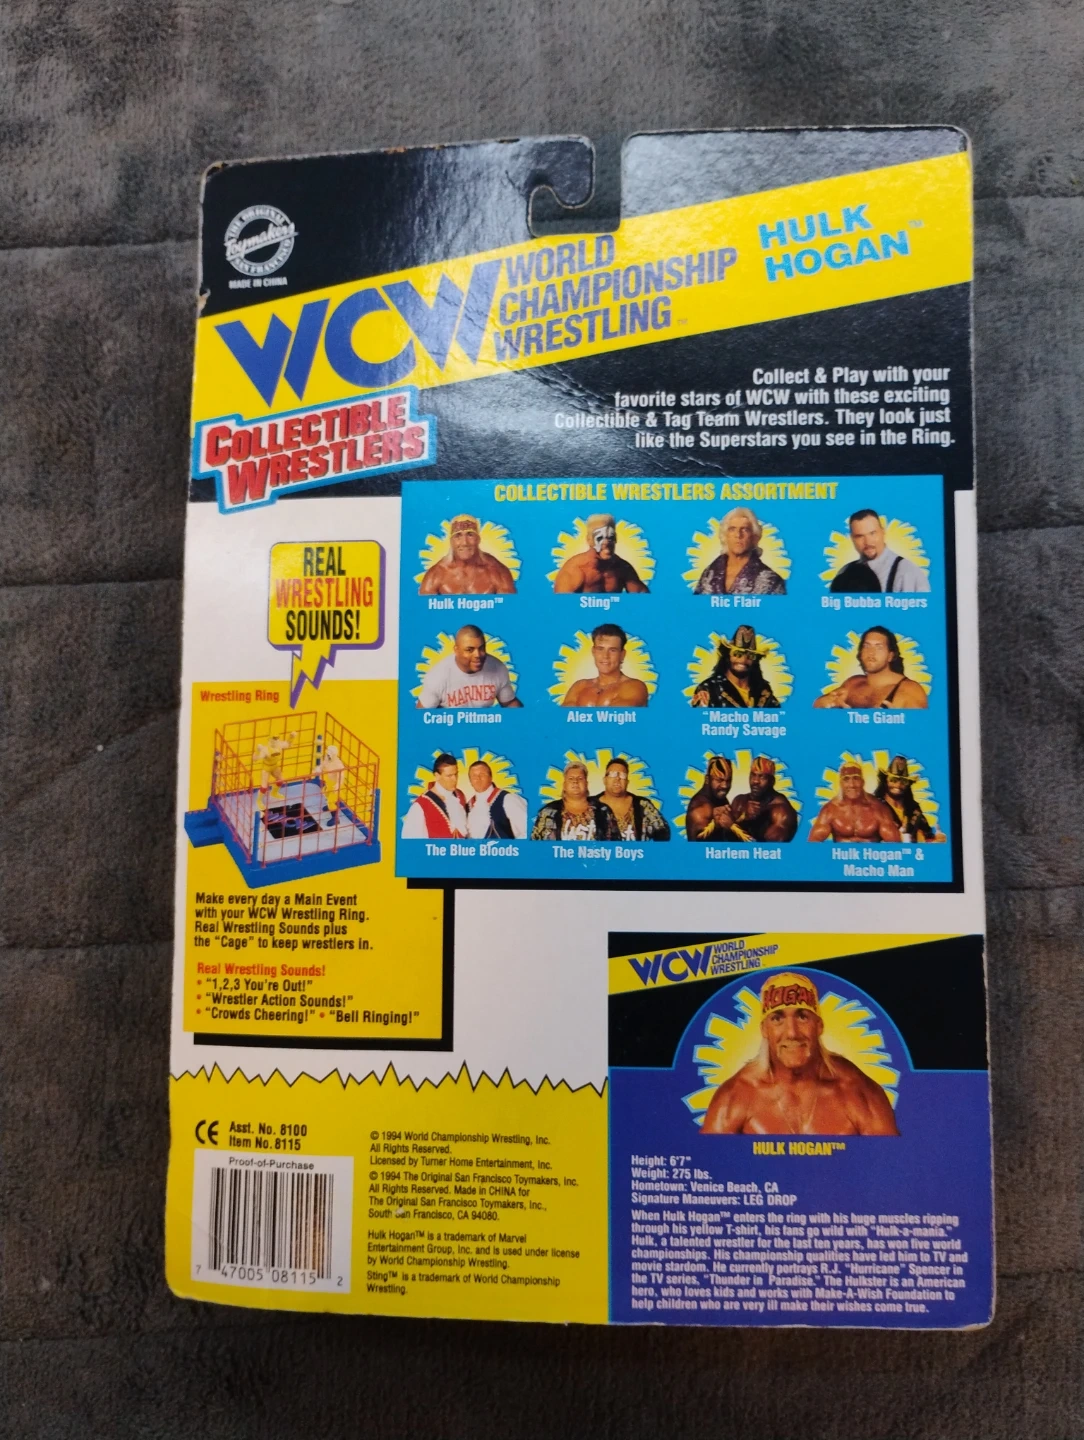 THE ORIGINAL
Toymakers
SAN FRANCISCO
MADE IN CHINA
HULK
HOGAN™
WCW
WORLD
CHAMPIONSHIP
WRESTLING™
COLLECTIBLE
WRESTLERS
Collect & Play with your
favorite stars of WCW with these exciting
Collectible & Tag Team Wrestlers. They look just
like the Superstars you see in the Ring.
COLLECTIBLE WRESTLERS ASSORTMENT
Hulk Hogan™
Sting™
Ric Flair
Big Bubba Rogers
MARINES
Craig Pittman
Alex Wright
"Macho Man"
Randy Savage
The Giant
The Blue Bloods
The Nasty Boys
Harlem Heat
Hulk Hogan™ &
Macho Man
REAL
WRESTLING
SOUNDS!
Wrestling Ring
Make every day a Main Event
with your WCW Wrestling Ring.
Real Wrestling Sounds plus
the "Cage" to keep wrestlers in.
Real Wrestling Sounds!
• "1,2,3 You're Out!"
• "Wrestler Action Sounds!"
• "Crowds Cheering!" • "Bell Ringing!"
CE
Asst. No. 8100
Item No. 8115
Proof-of-Purchase
7 47005 08115 2
© 1994 World Championship Wrestling, Inc.
All Rights Reserved.
Licensed by Turner Home Entertainment, Inc.
© 1994 The Original San Francisco Toymakers, Inc.
All Rights Reserved. Made in CHINA for
The Original San Francisco Toymakers, Inc.,
South San Francisco, CA 94080.
Hulk Hogan™ is a trademark of Marvel
Entertainment Group, Inc. and is used under license
by World Championship Wrestling.
Sting™ is a trademark of World Championship
Wrestling.
WCW
WORLD
CHAMPIONSHIP
WRESTLING™
HOGAN
HULK HOGAN™
Height: 6'7"
Weight: 275 lbs.
Hometown: Venice Beach, CA
Signature Maneuvers: LEG DROP
When Hulk Hogan™ enters the ring with his huge muscles ripping
through his yellow T-shirt, his fans go wild with "Hulk-a-mania."
Hulk, a talented wrestler for the last ten years, has won five world
championships. His championship qualities have led him to TV and
movie stardom. He currently portrays R.J. "Hurricane" Spencer in
the TV series, "Thunder in Paradise." The Hulkster is an American
hero, who loves kids and works with Make-A-Wish Foundation to
help children who are very ill make their wishes come true.